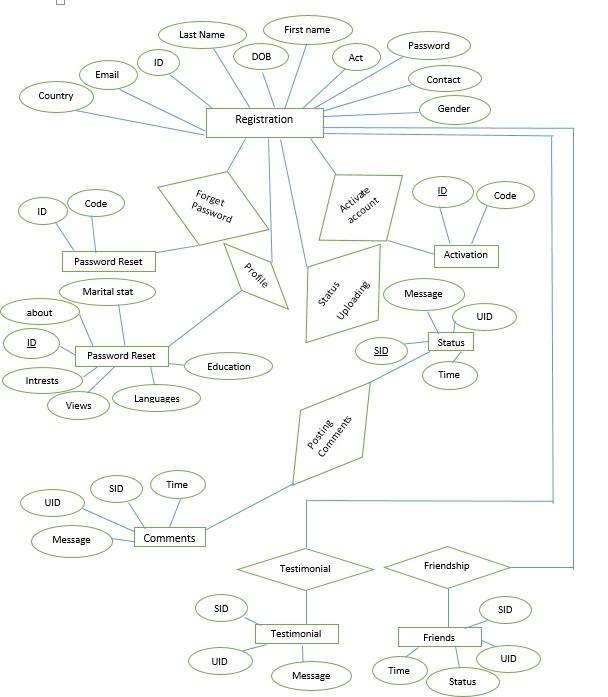 First name
Last Name
Password
DOB
Act
ID
Email
Contact
Country
Gender
Registration
Forget
Password
Activate
account
ID
Code
Code
ID
Activation
Password Reset
Profile
Status
Uploading
Marital stat
Message
about
UID
ID
Status
SID
Password Reset
Education
Time
Intrests
Views
Languages
Posting
Comments
Time
SID
UID
Comments
Message
Testimonial
Friendship
SID
SID
Testimonial
Friends
UID
UID
Message
Time
Status